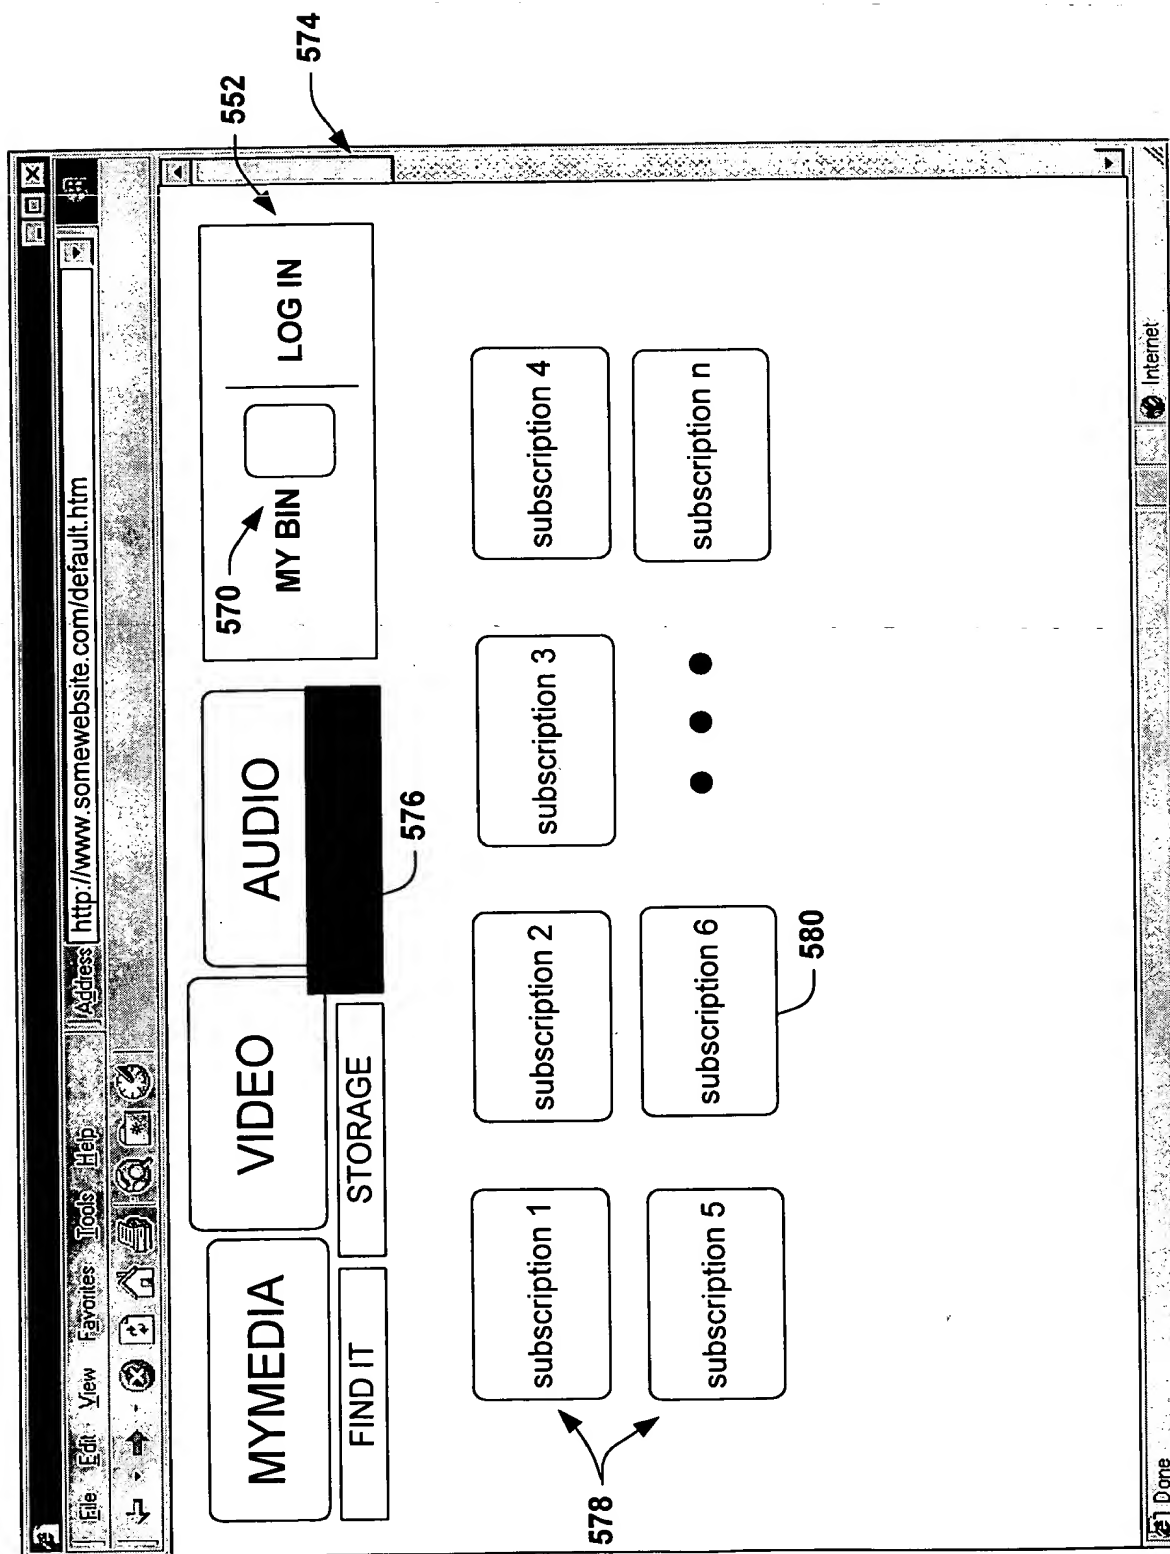 File Edit View Favorites Tools Help
Address http://www.somewebsite.com/default.htm
552
574
MYMEDIA
VIDEO
AUDIO
570
MY BIN
LOG IN
FIND IT
STORAGE
576
subscription 1
subscription 2
subscription 3
subscription 4
578
subscription 5
subscription 6
subscription n
580
Done
Internet